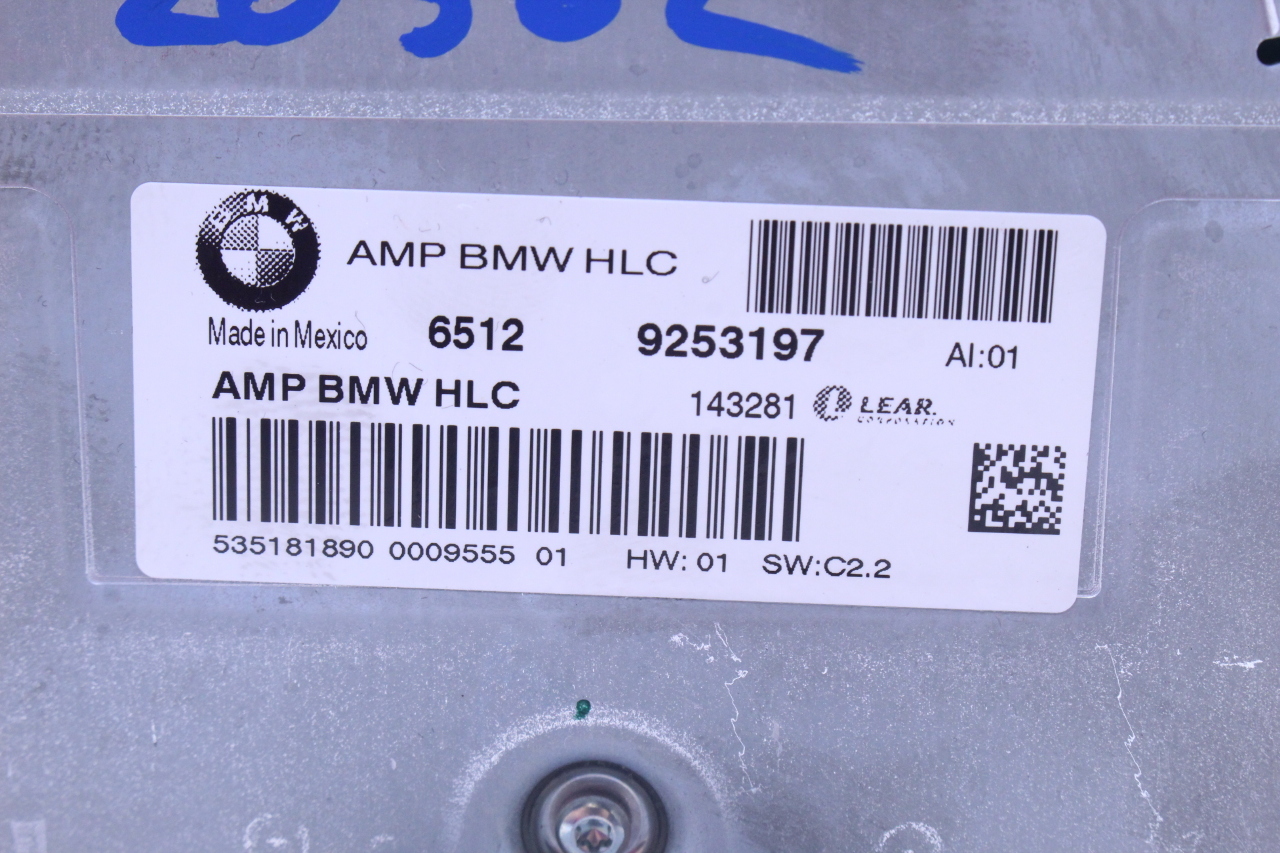 BMW
AMP BMW HLC
Made in Mexico 6512 9253197 AI:01
AMP BMW HLC 143281 LEAR.
CORPORATION
535181890 0009555 01 HW: 01 SW:C2.2